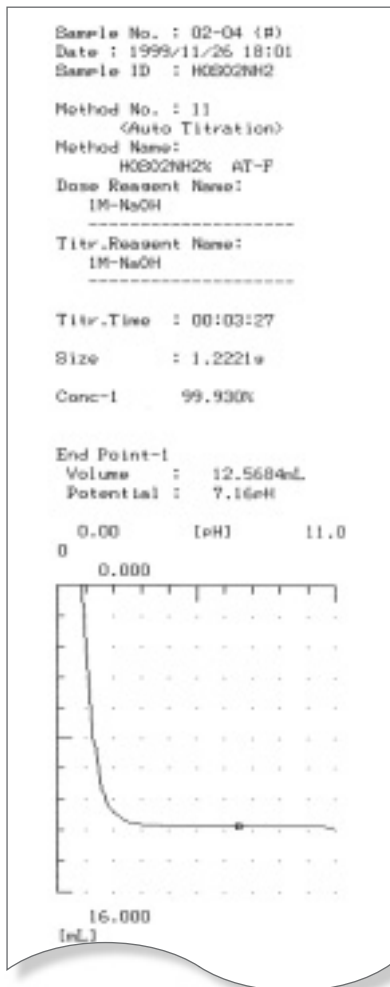 Sample No. : 02-04 (#)
Date : 1999/11/26 18:01
Sample ID : HOSO2NH2
Method No. : 11
<Auto Titration>
Method Name:
HOSO2NH2% AT-F
Dose Reagent Name:
1M-NaOH
--------------------
Titr.Reagent Name:
1M-NaOH
--------------------
Titr.Time : 00:03:27
Size : 1.2221g
Conc-1 99.930%
End Point-1
Volume : 12.5684mL
Potential : 7.16pH
0.00 [pH] 11.0
0
0.000
16.000
[mL]